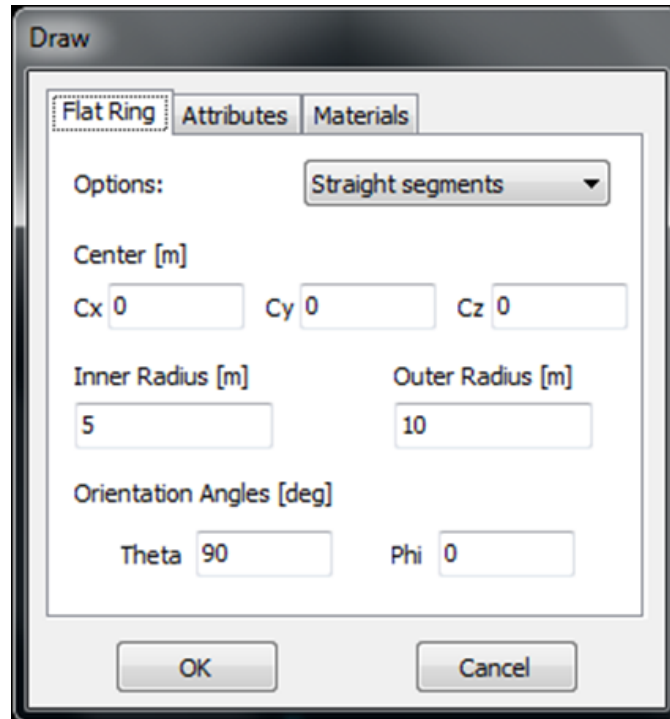 Draw
Flat Ring Attributes Materials
Options: Straight segments
Center [m]
Cx 0 Cy 0 Cz 0
Inner Radius [m] Outer Radius [m]
5 10
Orientation Angles [deg]
Theta 90 Phi 0
OK Cancel